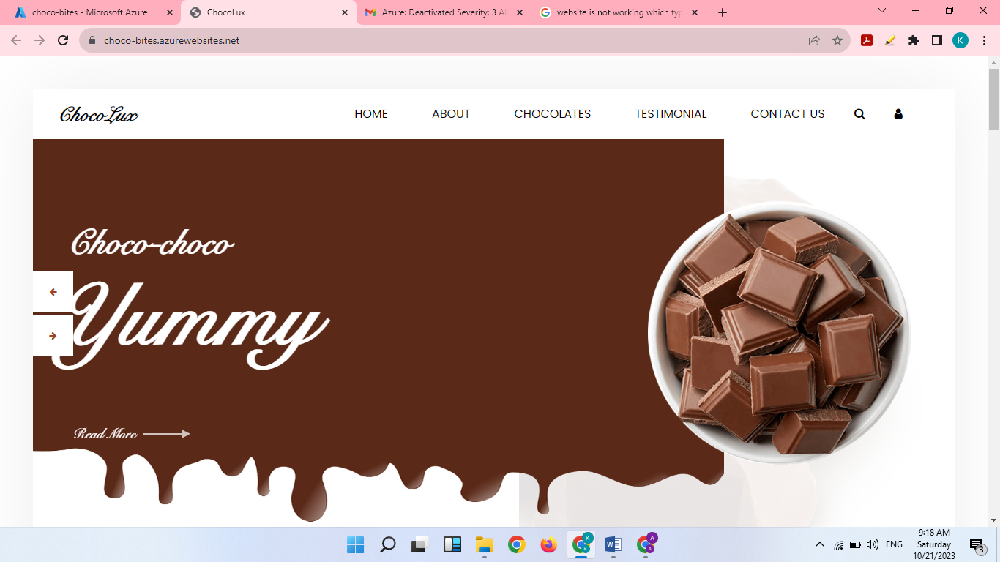 choco-bites - Microsoft Azure
ChocoLux
Azure: Deactivated Severity: 3 Al
website is not working which typ
choco-bites.azurewebsites.net
K
ChocoLux
HOME ABOUT CHOCOLATES TESTIMONIAL CONTACT US
Choco-choco
Yummy
Read More
K
K
W
A
A
ENG
9:18 AM
Saturday
10/21/2023
3